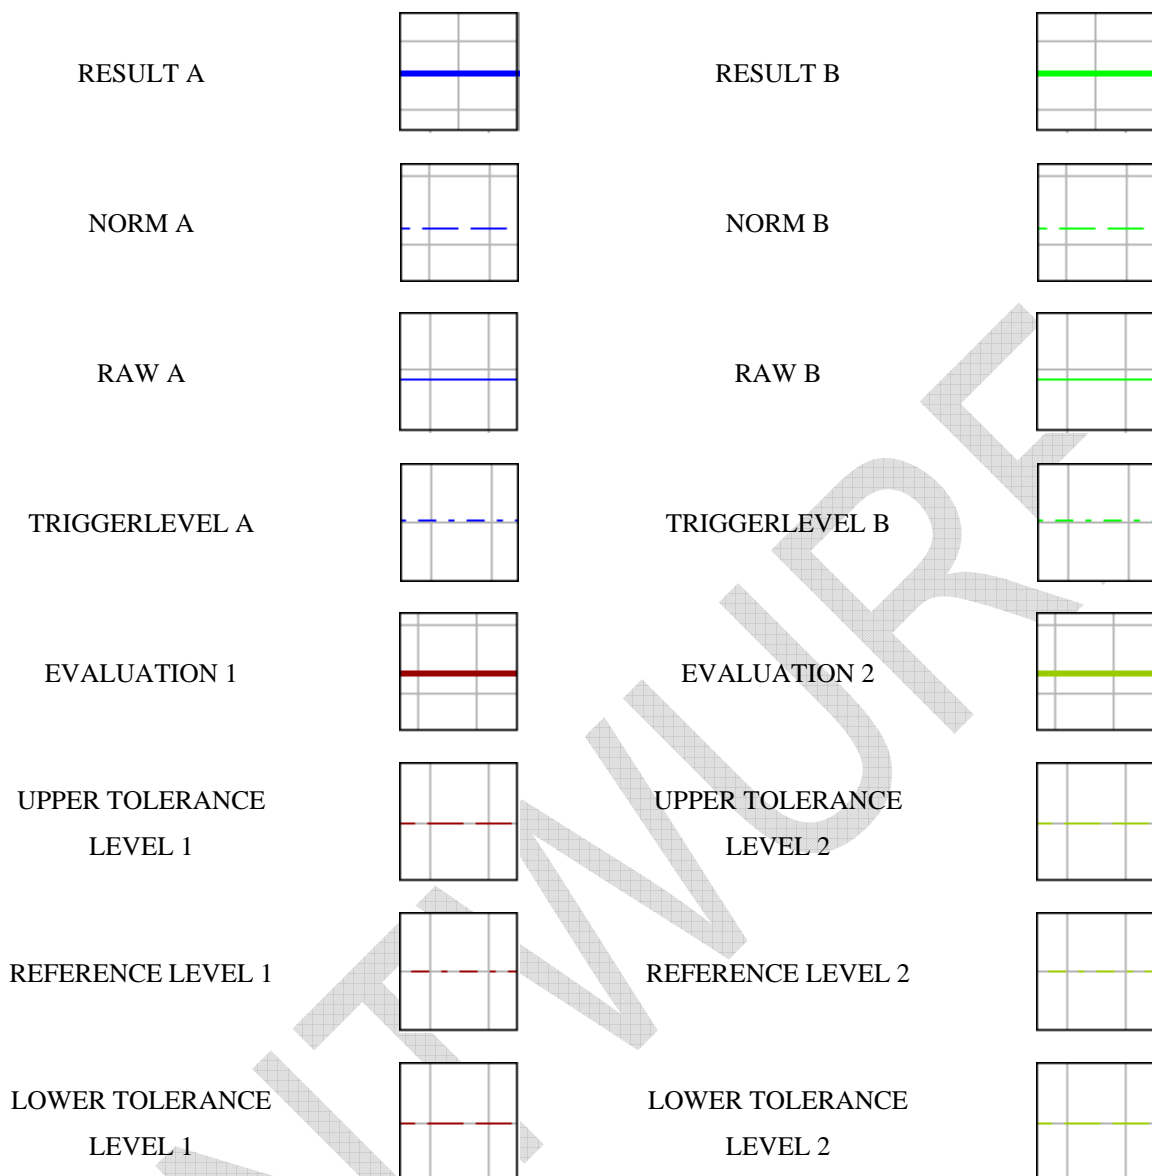 RESULT A
RESULT B
NORM A
NORM B
RAW A
RAW B
TRIGGERLEVEL A
TRIGGERLEVEL B
EVALUATION 1
EVALUATION 2
UPPER TOLERANCE
LEVEL 1
UPPER TOLERANCE
LEVEL 2
REFERENCE LEVEL 1
REFERENCE LEVEL 2
LOWER TOLERANCE
LEVEL 1
LOWER TOLERANCE
LEVEL 2
NTWURF